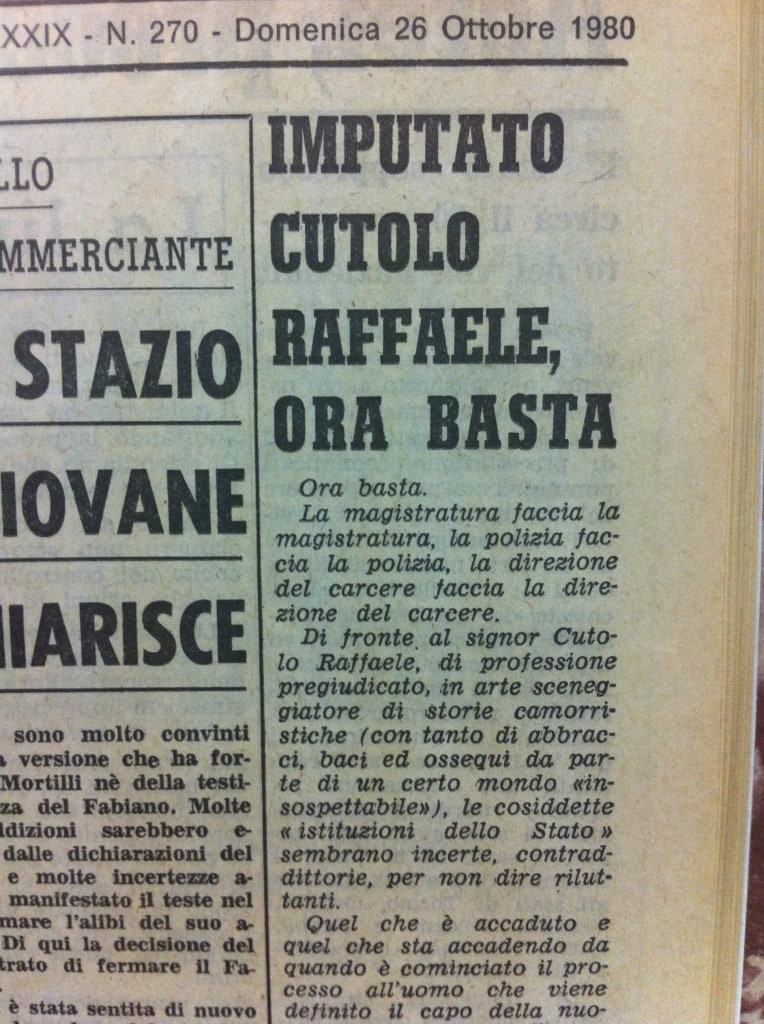 XXIX - N. 270 - Domenica 26 Ottobre 1980
LLO
MMERCIANTE
STAZIO
IOVANE
HIARISCE
sono molto convinti
a versione che ha for-
Mortilli nè della testi-
za del Fabiano. Molte
ddizioni sarebbero e-
dalle dichiarazioni del
e molte incertezze a-
manifestato il teste nel
mare l'alibi del suo a-
Di qui la decisione del
trato di fermare il Fa-
è stata sentita di nuovo
IMPUTATO
CUTOLO
RAFFAELE,
ORA BASTA
Ora basta.
La magistratura faccia la
magistratura, la polizia fac-
cia la polizia, la direzione
del carcere faccia la dire-
zione del carcere.
Di fronte al signor Cuto-
lo Raffaele, di professione
pregiudicato, in arte sceneg-
giatore di storie camorri-
stiche (con tanto di abbrac-
ci, baci ed ossequi da par-
te di un certo mondo «in-
sospettabile»), le cosiddette
«istituzioni dello Stato»
sembrano incerte, contrad-
dittorie, per non dire rilut-
tanti.
Quel che è accaduto e
quel che sta accadendo da
quando è cominciato il pro-
cesso all'uomo che viene
definito il capo della nuo-